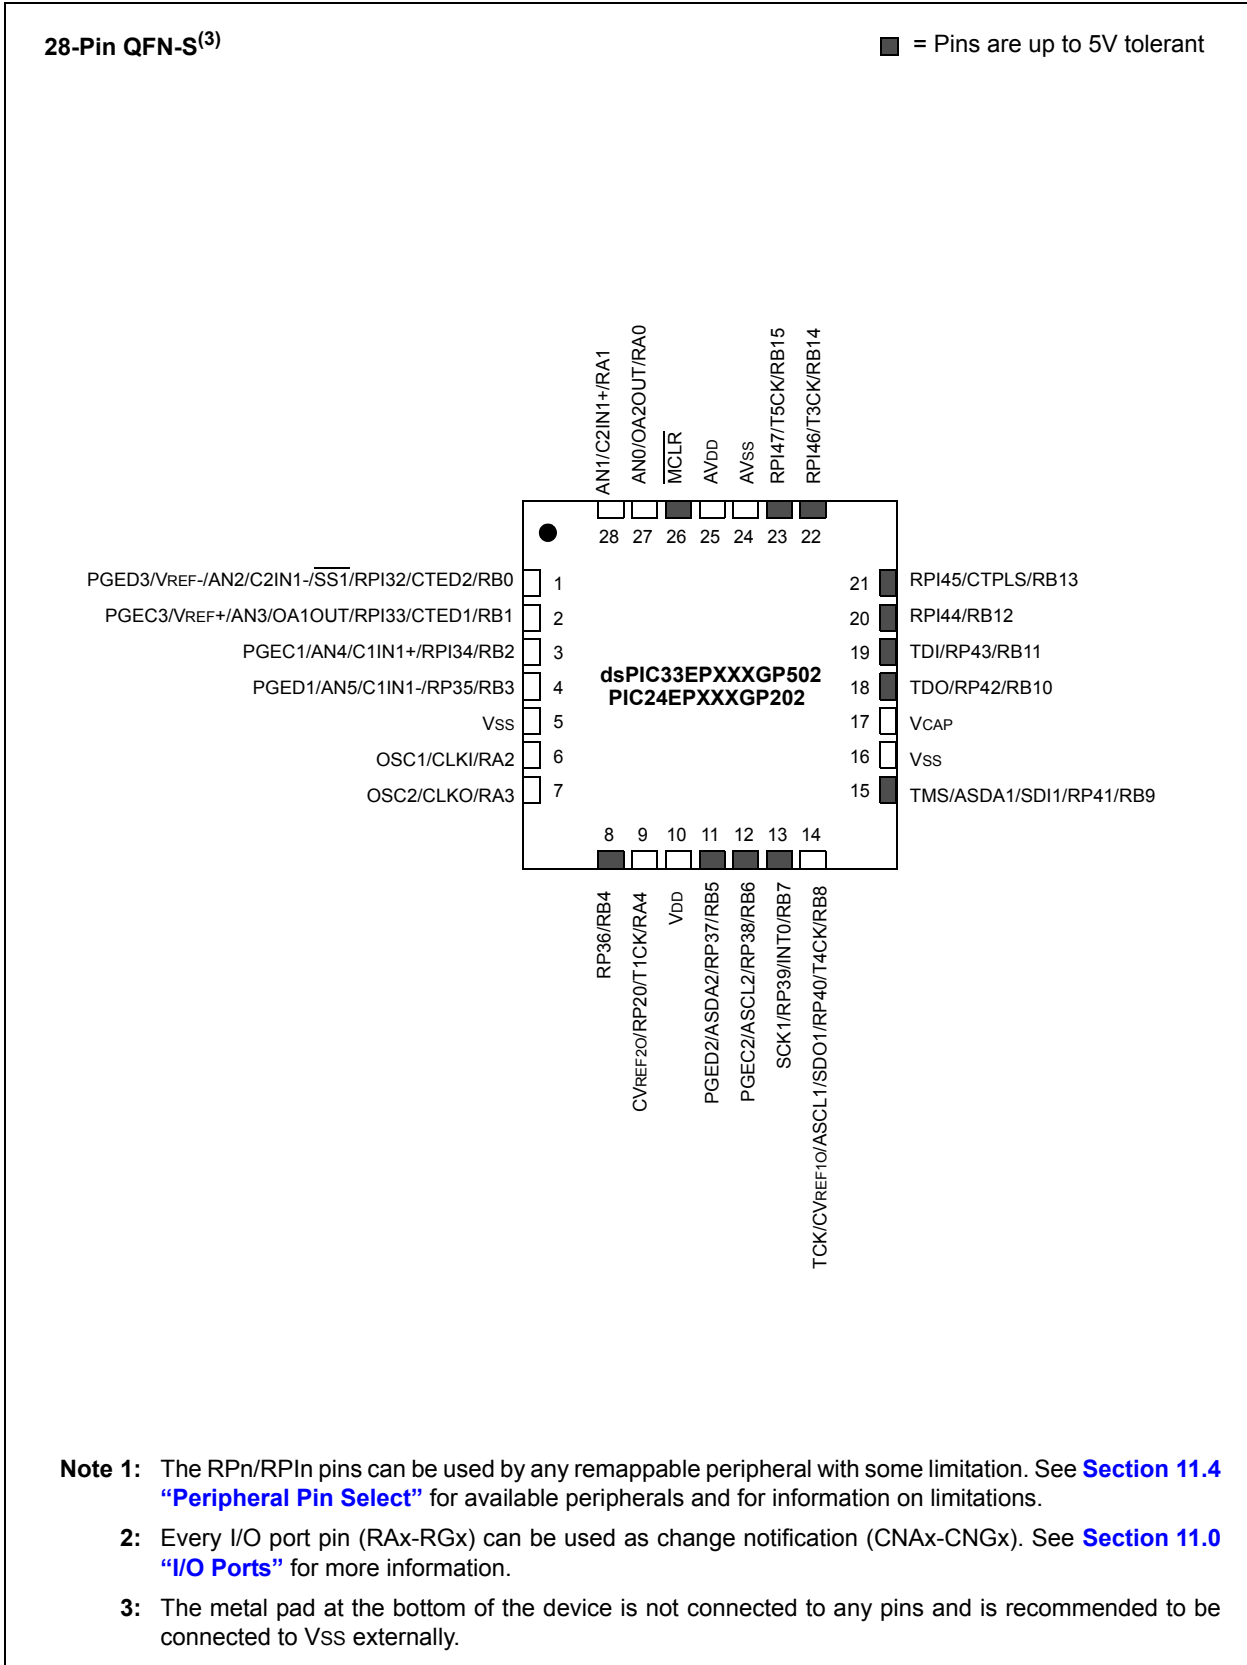 28-Pin QFN-S(3)
= Pins are up to 5V tolerant
AN1/C2IN1+/RA1
AN0/OA2OUT/RA0
MCLR
AVDD
AVSS
RPI47/T5CK/RB15
RPI46/T3CK/RB14
28 27 26 25 24 23 22
PGED3/VREF-/AN2/C2IN1-/SS1/RPI32/CTED2/RB0 1
PGEC3/VREF+/AN3/OA1OUT/RPI33/CTED1/RB1 2
PGEC1/AN4/C1IN1+/RPI34/RB2 3
PGED1/AN5/C1IN1-/RP35/RB3 4
VSS 5
OSC1/CLKI/RA2 6
OSC2/CLKO/RA3 7
dsPIC33EPXXXGP502
PIC24EPXXXGP202
21 RPI45/CTPLS/RB13
20 RPI44/RB12
19 TDI/RP43/RB11
18 TDO/RP42/RB10
17 VCAP
16 VSS
15 TMS/ASDA1/SDI1/RP41/RB9
8 9 10 11 12 13 14
RP36/RB4
CVREF2O/RP20/T1CK/RA4
VDD
PGED2/ASDA2/RP37/RB5
PGEC2/ASCL2/RP38/RB6
SCK1/RP39/INT0/RB7
TCK/CVREF1O/ASCL1/SDO1/RP40/T4CK/RB8
Note 1: The RPn/RPIn pins can be used by any remappable peripheral with some limitation. See Section 11.4
“Peripheral Pin Select” for available peripherals and for information on limitations.
2: Every I/O port pin (RAx-RGx) can be used as change notification (CNAx-CNGx). See Section 11.0
“I/O Ports” for more information.
3: The metal pad at the bottom of the device is not connected to any pins and is recommended to be
connected to VSS externally.